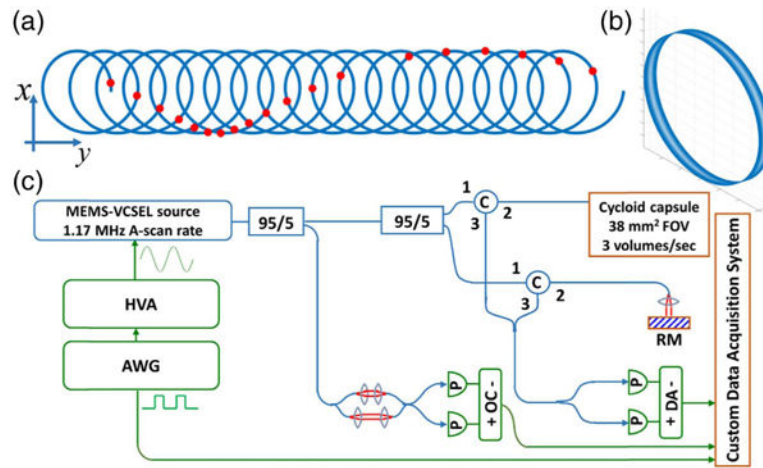 (a)
(b)
x
y
(c)
MEMS-VCSEL source
1.17 MHz A-scan rate
95/5
95/5
1
C
2
3
Cycloid capsule
38 mm² FOV
3 volumes/sec
HVA
1
C
2
3
RM
AWG
P
P
+ OC -
P
P
+ DA -
Custom Data Acquisition System